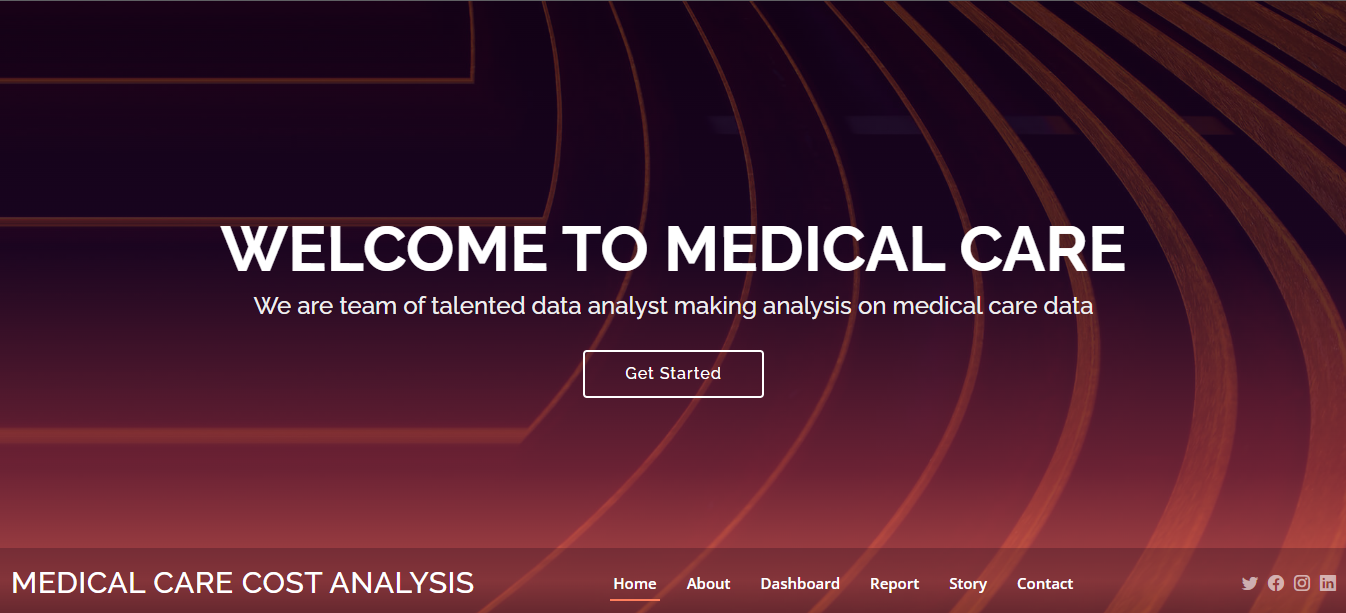 WELCOME TO MEDICAL CARE
We are team of talented data analyst making analysis on medical care data
Get Started
MEDICAL CARE COST ANALYSIS
Home About Dashboard Report Story Contact